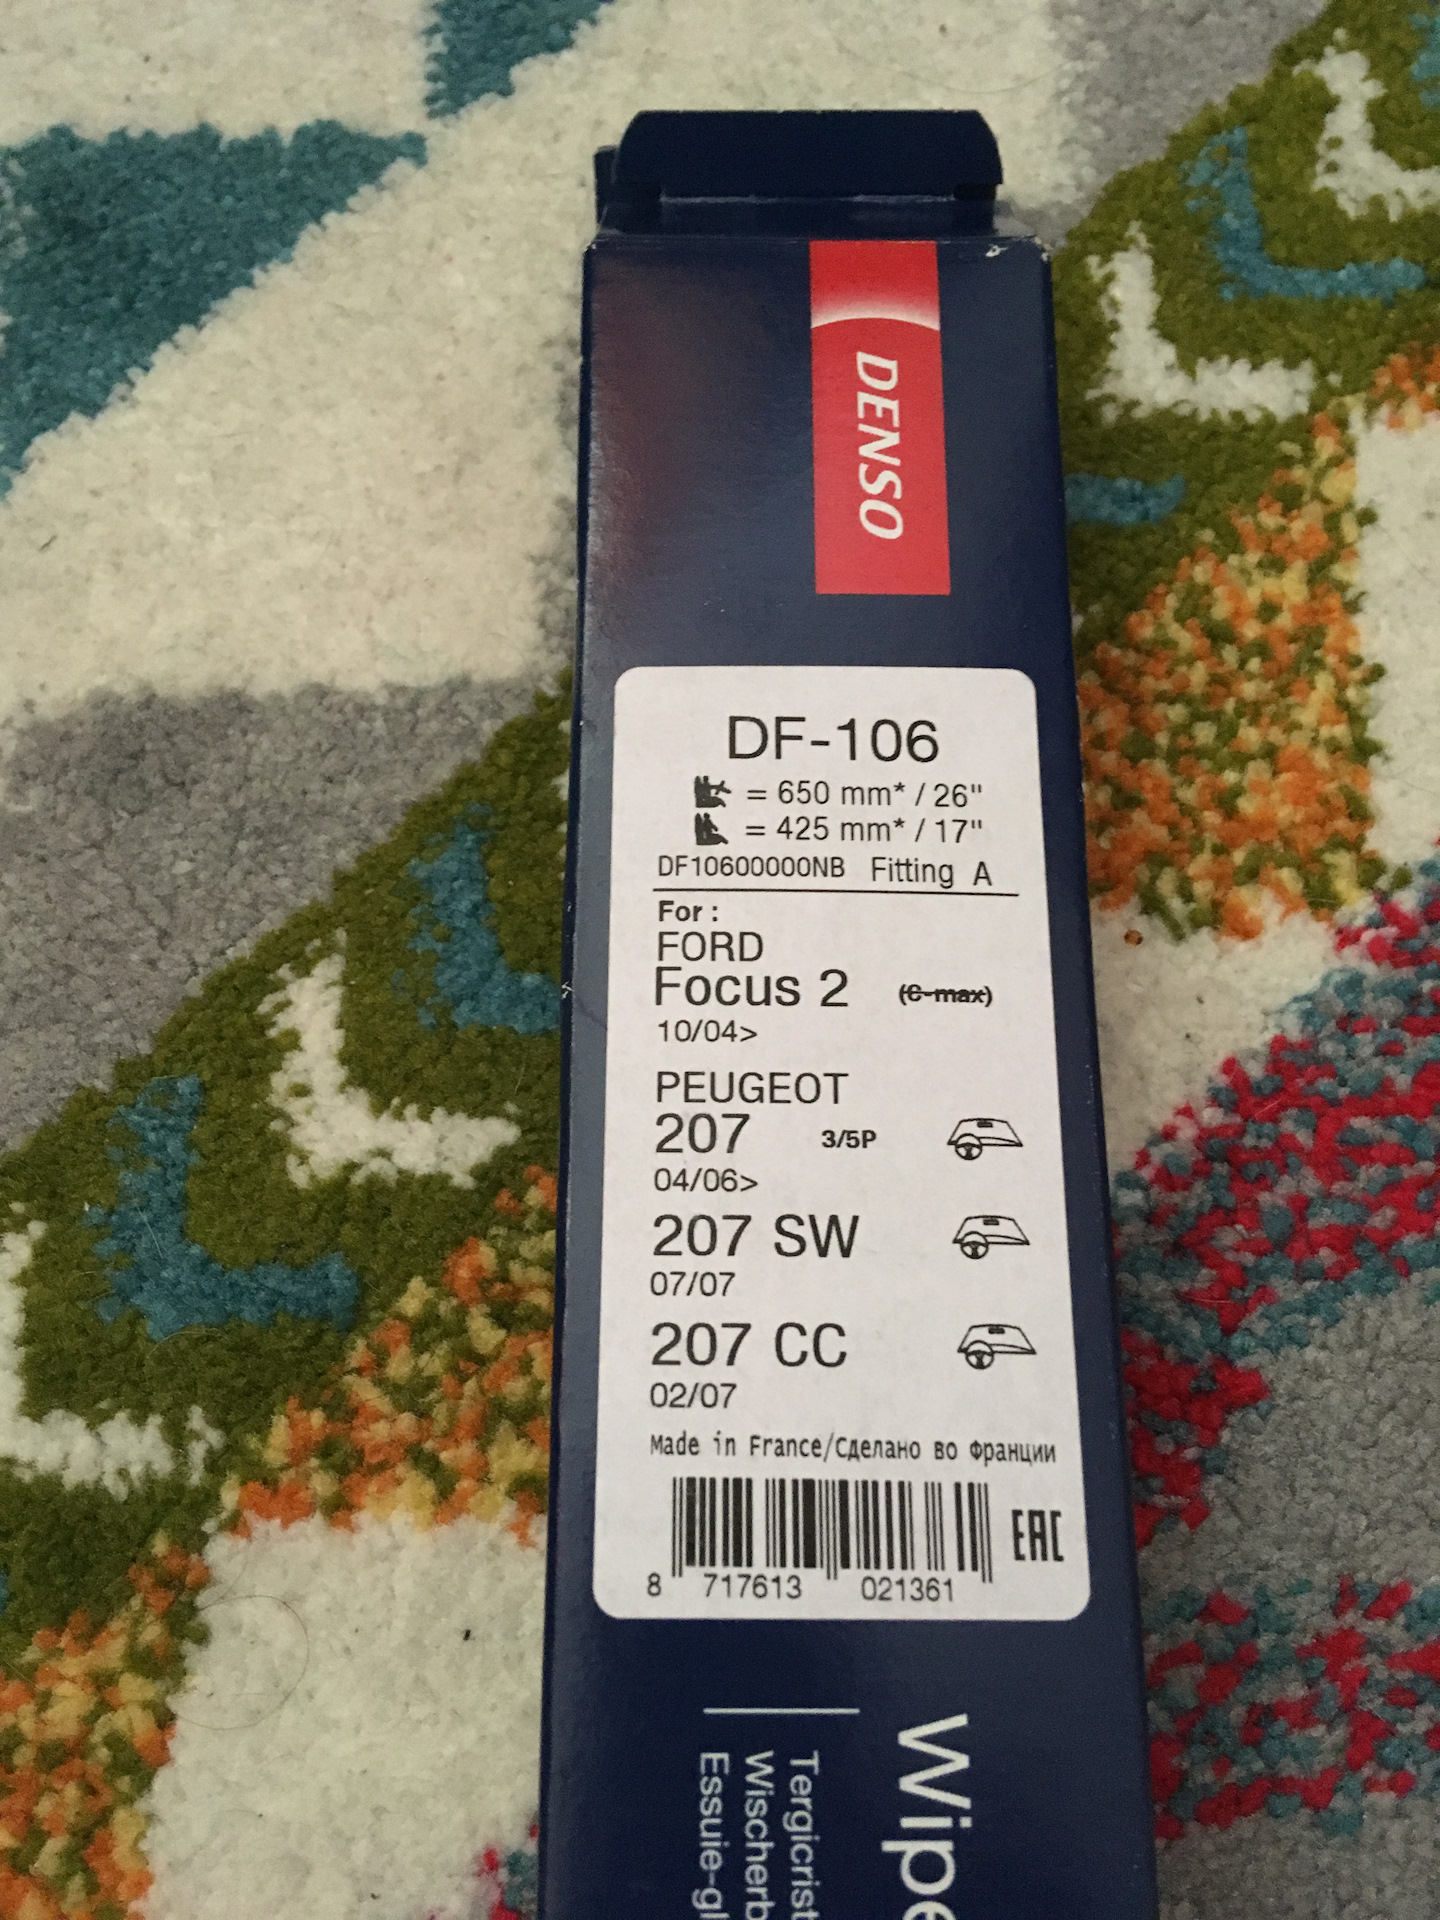 DENSO
DF-106
= 650 mm* / 26"
= 425 mm* / 17"
DF10600000NB Fitting A
For :
FORD
Focus 2 (C-max)
10/04>
PEUGEOT
207 3/5P
04/06>
207 SW
07/07
207 CC
02/07
Made in France/Сделано во Франции
EAC
8 717613 021361